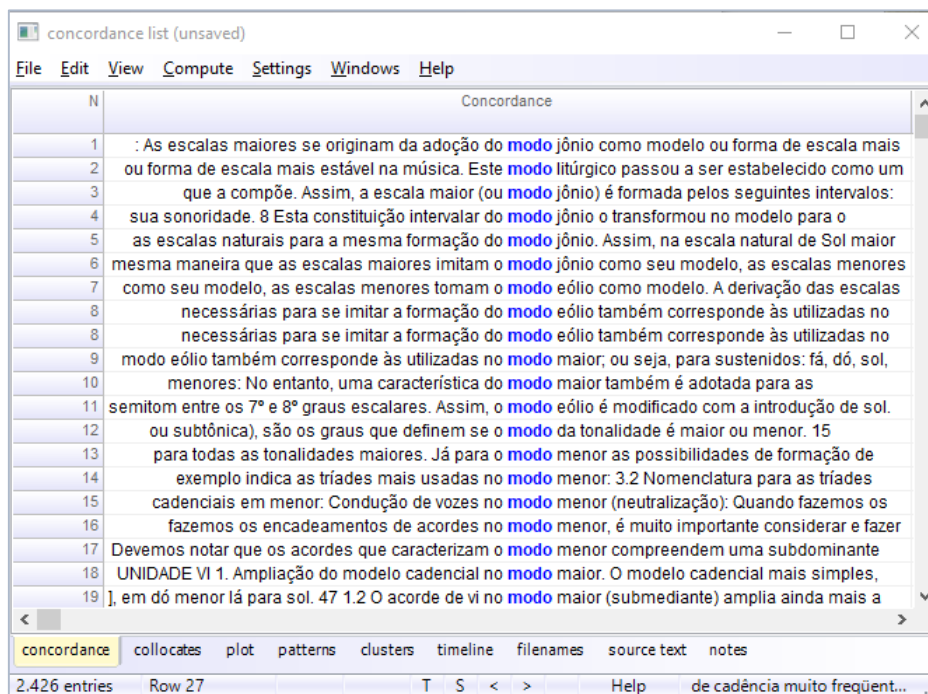 concordance list (unsaved)
File Edit View Compute Settings Windows Help
N Concordance
1 : As escalas maiores se originam da adoção do modo jônio como modelo ou forma de escala mais
2 ou forma de escala mais estável na música. Este modo litúrgico passou a ser estabelecido como um
3 que a compõe. Assim, a escala maior (ou modo jônio) é formada pelos seguintes intervalos:
4 sua sonoridade. 8 Esta constituição intervalar do modo jônio o transformou no modelo para o
5 as escalas naturais para a mesma formação do modo jônio. Assim, na escala natural de Sol maior
6 mesma maneira que as escalas maiores imitam o modo jônio como seu modelo, as escalas menores
7 como seu modelo, as escalas menores tomam o modo eólio como modelo. A derivação das escalas
8 necessárias para se imitar a formação do modo eólio também corresponde às utilizadas no
8 necessárias para se imitar a formação do modo eólio também corresponde às utilizadas no
9 modo eólio também corresponde às utilizadas no modo maior; ou seja, para sustenidos: fá, dó, sol,
10 menores: No entanto, uma característica do modo maior também é adotada para as
11 semitom entre os 7º e 8º graus escalares. Assim, o modo eólio é modificado com a introdução de sol.
12 ou subtônica), são os graus que definem se o modo da tonalidade é maior ou menor. 15
13 para todas as tonalidades maiores. Já para o modo menor as possibilidades de formação de
14 exemplo indica as tríades mais usadas no modo menor: 3.2 Nomenclatura para as tríades
15 cadenciais em menor: Condução de vozes no modo menor (neutralização): Quando fazemos os
16 fazemos os encadeamentos de acordes no modo menor, é muito importante considerar e fazer
17 Devemos notar que os acordes que caracterizam o modo menor compreendem uma subdominante
18 UNIDADE VI 1. Ampliação do modelo cadencial no modo maior. O modelo cadencial mais simples,
19 ], em dó menor lá para sol. 47 1.2 O acorde de vi no modo maior (submediante) amplia ainda mais a
concordance collocates plot patterns clusters timeline filenames source text notes
2.426 entries Row 27 T S < > Help de cadência muito freqüent...